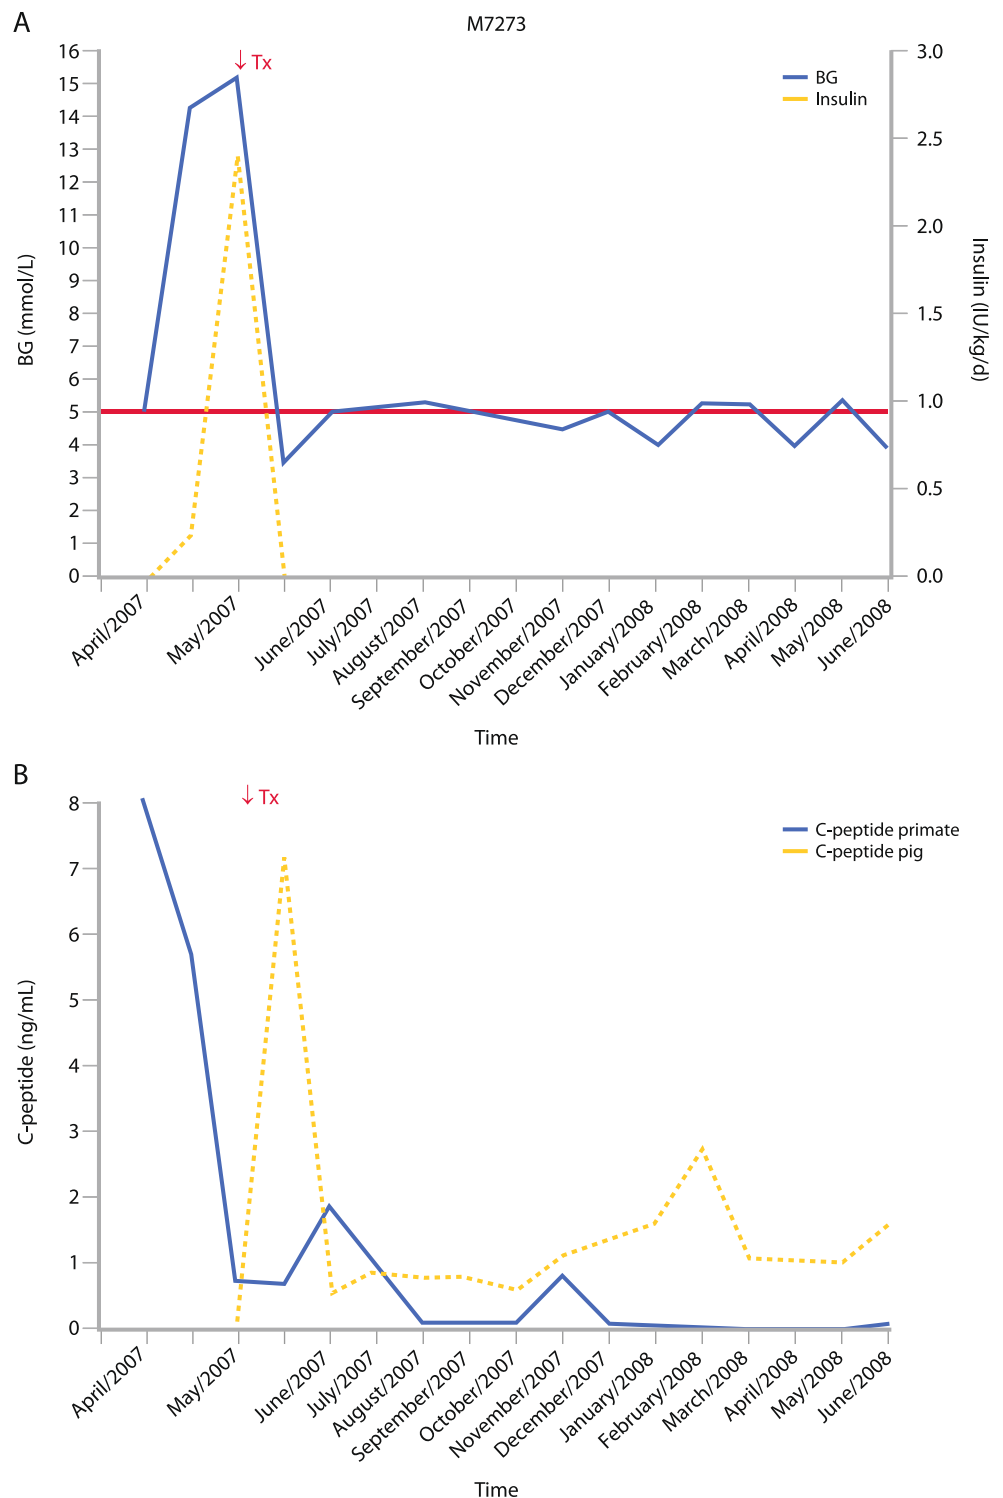 A
M7273
↓ Tx
BG
Insulin
16
15
14
13
12
11
10
9
8
7
6
5
4
3
2
1
0
BG (mmol/L)
3.0
2.5
2.0
1.5
1.0
0.5
0.0
Insulin (IU/kg/d)
April/2007
May/2007
June/2007
July/2007
August/2007
September/2007
October/2007
November/2007
December/2007
January/2008
February/2008
March/2008
April/2008
May/2008
June/2008
Time
B
↓ Tx
C-peptide primate
C-peptide pig
8
7
6
5
4
3
2
1
0
C-peptide (ng/mL)
April/2007
May/2007
June/2007
July/2007
August/2007
September/2007
October/2007
November/2007
December/2007
January/2008
February/2008
March/2008
April/2008
May/2008
June/2008
Time